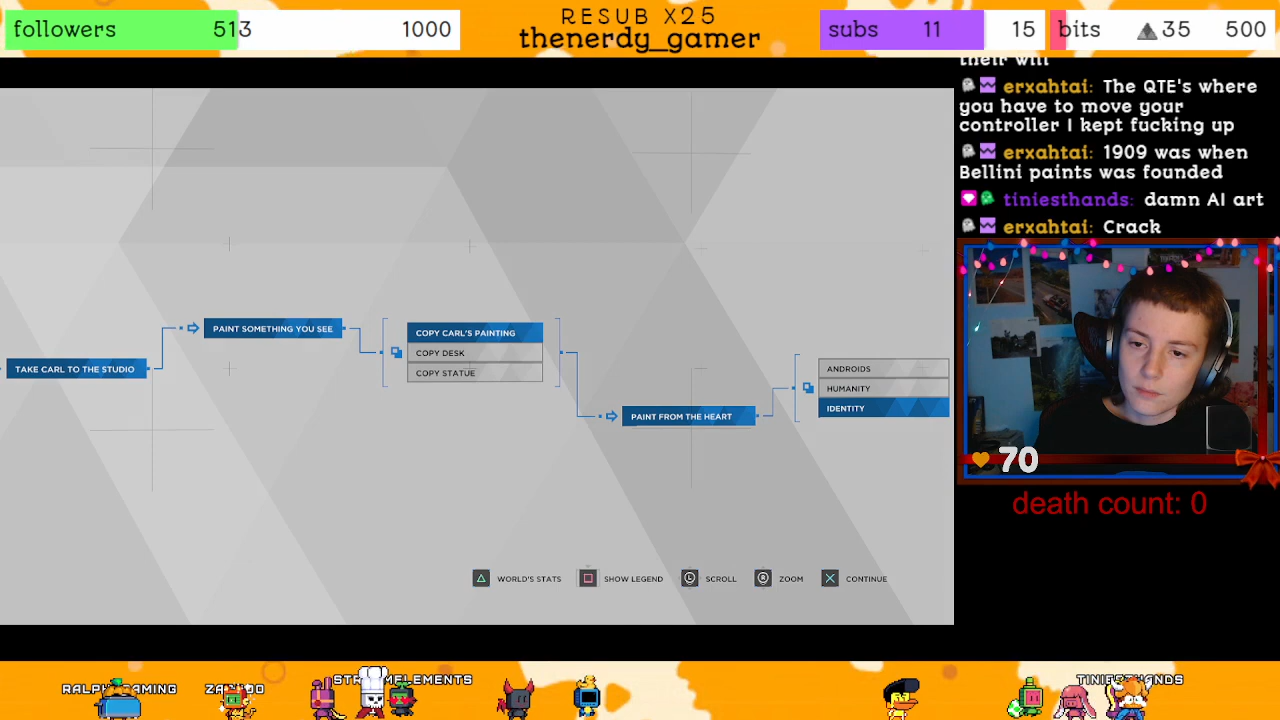 followers 513 1000
RESUB X25
thenerdy_gamer
subs 11 15
bits 35 500
their will
erxahtai: The QTE's where
you have to move your
controller I kept fucking up
erxahtai: 1909 was when
Bellini paints was founded
tiniesthands: damn AI art
erxahtai: Crack
TAKE CARL TO THE STUDIO
PAINT SOMETHING YOU SEE
COPY CARL'S PAINTING
COPY DESK
COPY STATUE
PAINT FROM THE HEART
ANDROIDS
HUMANITY
IDENTITY
70
death count: 0
WORLD'S STATS
SHOW LEGEND
SCROLL
ZOOM
CONTINUE
TINIESTHANDS